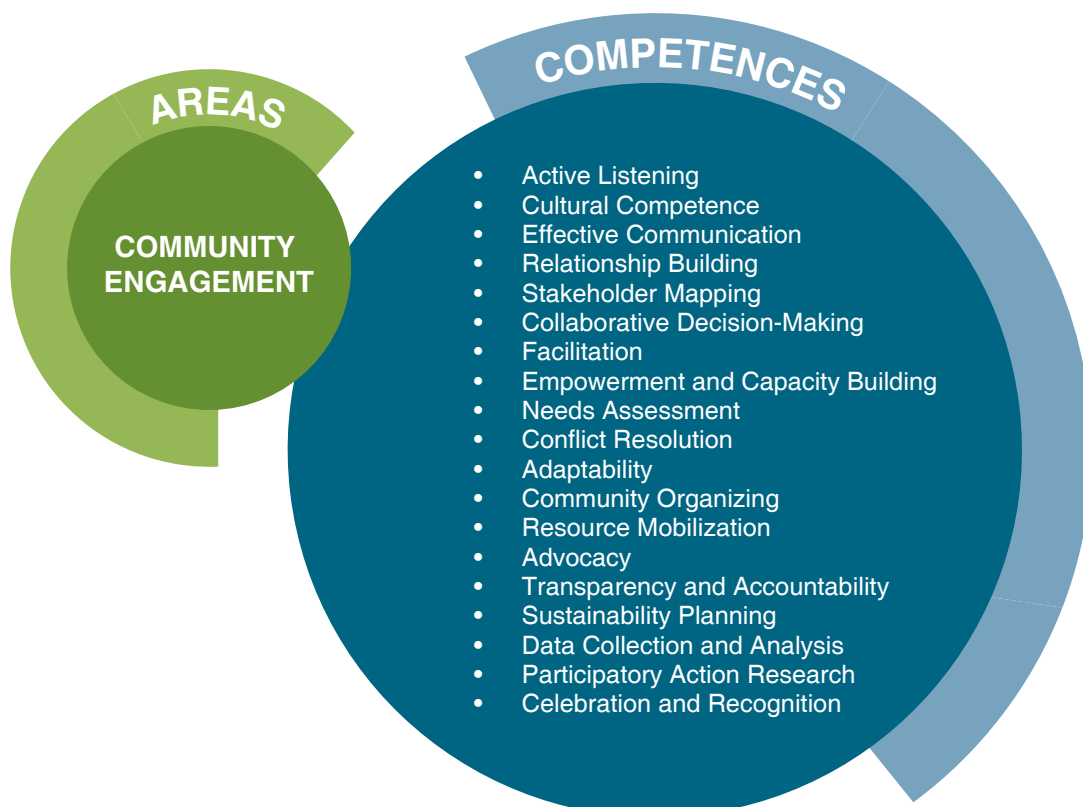 AREAS
COMMUNITY
ENGAGEMENT
COMPETENCES
• Active Listening
• Cultural Competence
• Effective Communication
• Relationship Building
• Stakeholder Mapping
• Collaborative Decision-Making
• Facilitation
• Empowerment and Capacity Building
• Needs Assessment
• Conflict Resolution
• Adaptability
• Community Organizing
• Resource Mobilization
• Advocacy
• Transparency and Accountability
• Sustainability Planning
• Data Collection and Analysis
• Participatory Action Research
• Celebration and Recognition